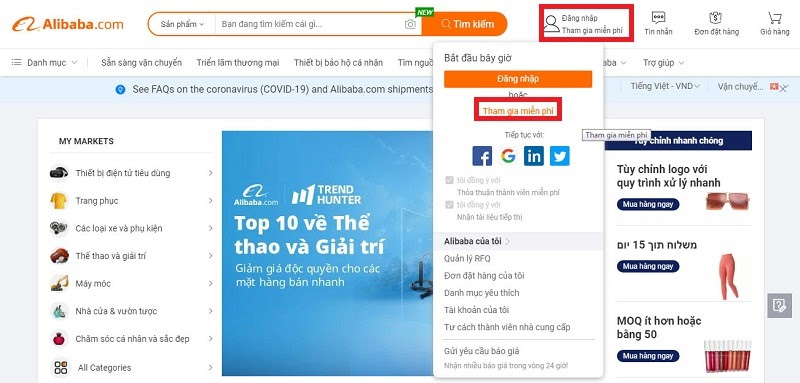 Alibaba.com
Sản phẩm
Bạn đang tìm kiếm cái gì...
NEW
Tìm kiếm
Đăng nhập
Tham gia miễn phí
Tin nhắn
Đơn đặt hàng
Giỏ hàng
Danh mục
Sẵn sàng vận chuyển
Triển lãm thương mại
Thiết bị bảo hộ cá nhân
Tìm nguồ
aba
Trợ giúp
See FAQs on the coronavirus (COVID-19) and Alibaba.com shipments
Tiếng Việt - VND
Vận chuyể...
Bắt đầu bây giờ
Đăng nhập
hoặc
Tham gia miễn phí
Tham gia miễn phí
Tiếp tục với:
tôi đồng ý với
Thỏa thuận thành viên miễn phí
tôi đồng ý với
Nhận tài liệu tiếp thị
Alibaba của tôi
Quản lý RFQ
Đơn đặt hàng của tôi
Danh mục yêu thích
Tài khoản của tôi
Tư cách thành viên nhà cung cấp
Gửi yêu cầu báo giá
Nhận nhiều báo giá trong vòng 24 giờ!
MY MARKETS
Thiết bị điện tử tiêu dùng
Trang phục
Các loại xe và phụ kiện
Thể thao và giải trí
Máy móc
Nhà cửa & vườn tược
Chăm sóc cá nhân và sắc đẹp
All Categories
Alibaba.com
TREND
HUNTER
Top 10 về Thể
thao và Giải trí
Giảm giá độc quyền cho các
mặt hàng bán nhanh
Tùy chỉnh nhanh chóng
Tùy chỉnh logo với
quy trình xử lý nhanh
Mua hàng ngay
משלוח תוך 15 יום
Mua hàng ngay
MOQ ít hơn hoặc
bằng 50
Mua hàng ngay